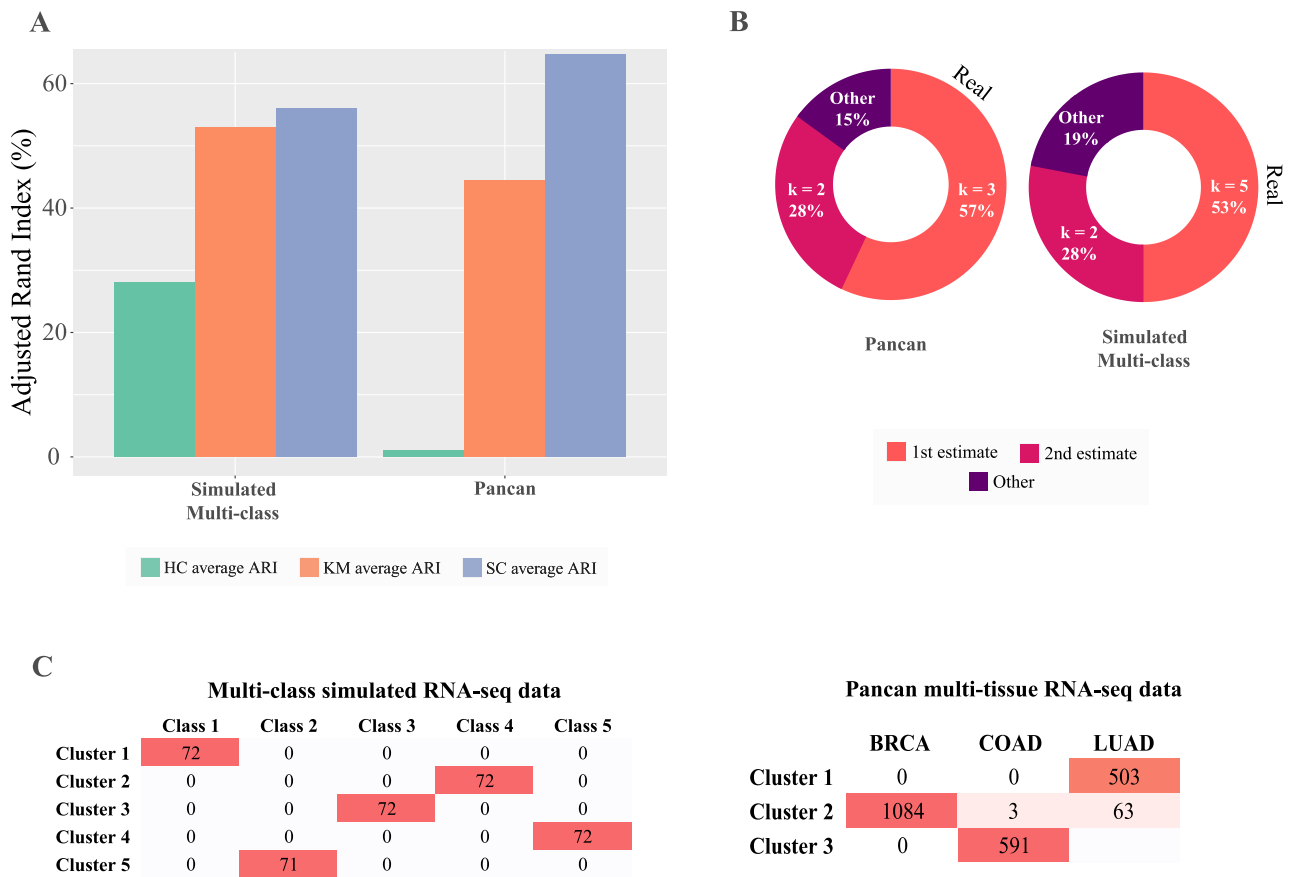 A
Adjusted Rand Index (%)
60
40
20
0
Simulated
Multi-class
Pancan
HC average ARI
KM average ARI
SC average ARI
B
Real
Other
15%
k = 2
28%
k = 3
57%
Pancan
Real
Other
19%
k = 2
28%
k = 5
53%
Simulated
Multi-class
1st estimate
2nd estimate
Other
C
Multi-class simulated RNA-seq data
Class 1 Class 2 Class 3 Class 4 Class 5
Cluster 1 72 0 0 0 0
Cluster 2 0 0 0 72 0
Cluster 3 0 0 72 0 0
Cluster 4 0 0 0 0 72
Cluster 5 0 71 0 0 0
Pancan multi-tissue RNA-seq data
BRCA COAD LUAD
Cluster 1 0 0 503
Cluster 2 1084 3 63
Cluster 3 0 591